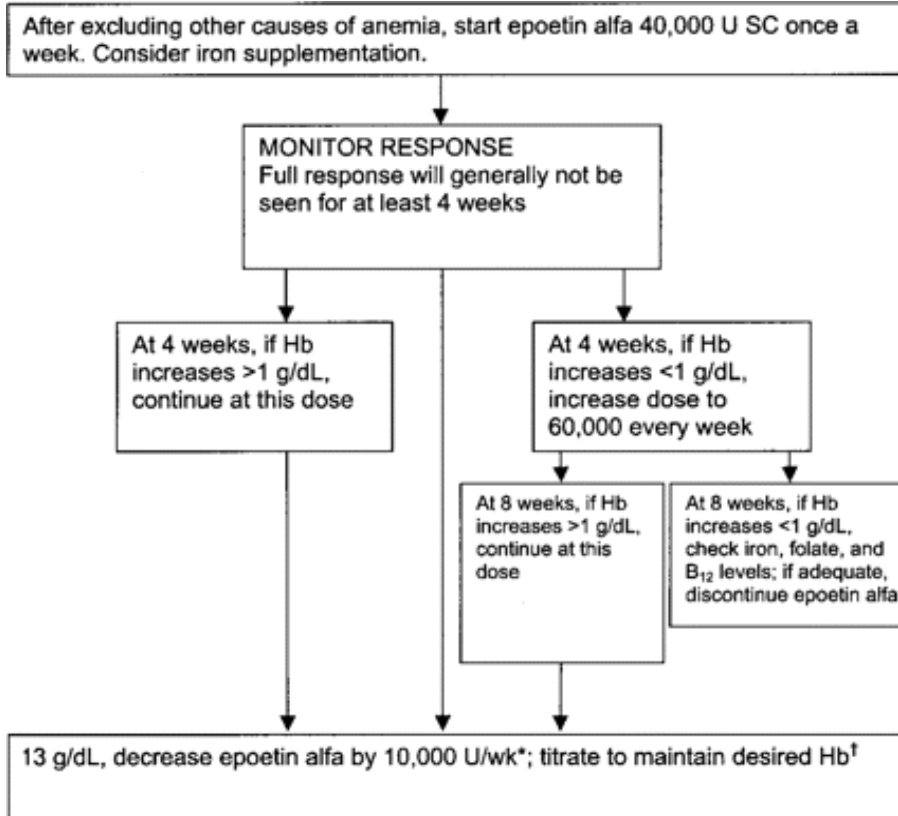 After excluding other causes of anemia, start epoetin alfa 40,000 U SC once a
week. Consider iron supplementation.
MONITOR RESPONSE
Full response will generally not be
seen for at least 4 weeks
At 4 weeks, if Hb
increases >1 g/dL,
continue at this dose
At 4 weeks, if Hb
increases <1 g/dL,
increase dose to
60,000 every week
At 8 weeks, if Hb
increases >1 g/dL,
continue at this
dose
At 8 weeks, if Hb
increases <1 g/dL,
check iron, folate, and
B₁₂ levels; if adequate,
discontinue epoetin alfa
13 g/dL, decrease epoetin alfa by 10,000 U/wk*; titrate to maintain desired Hb†